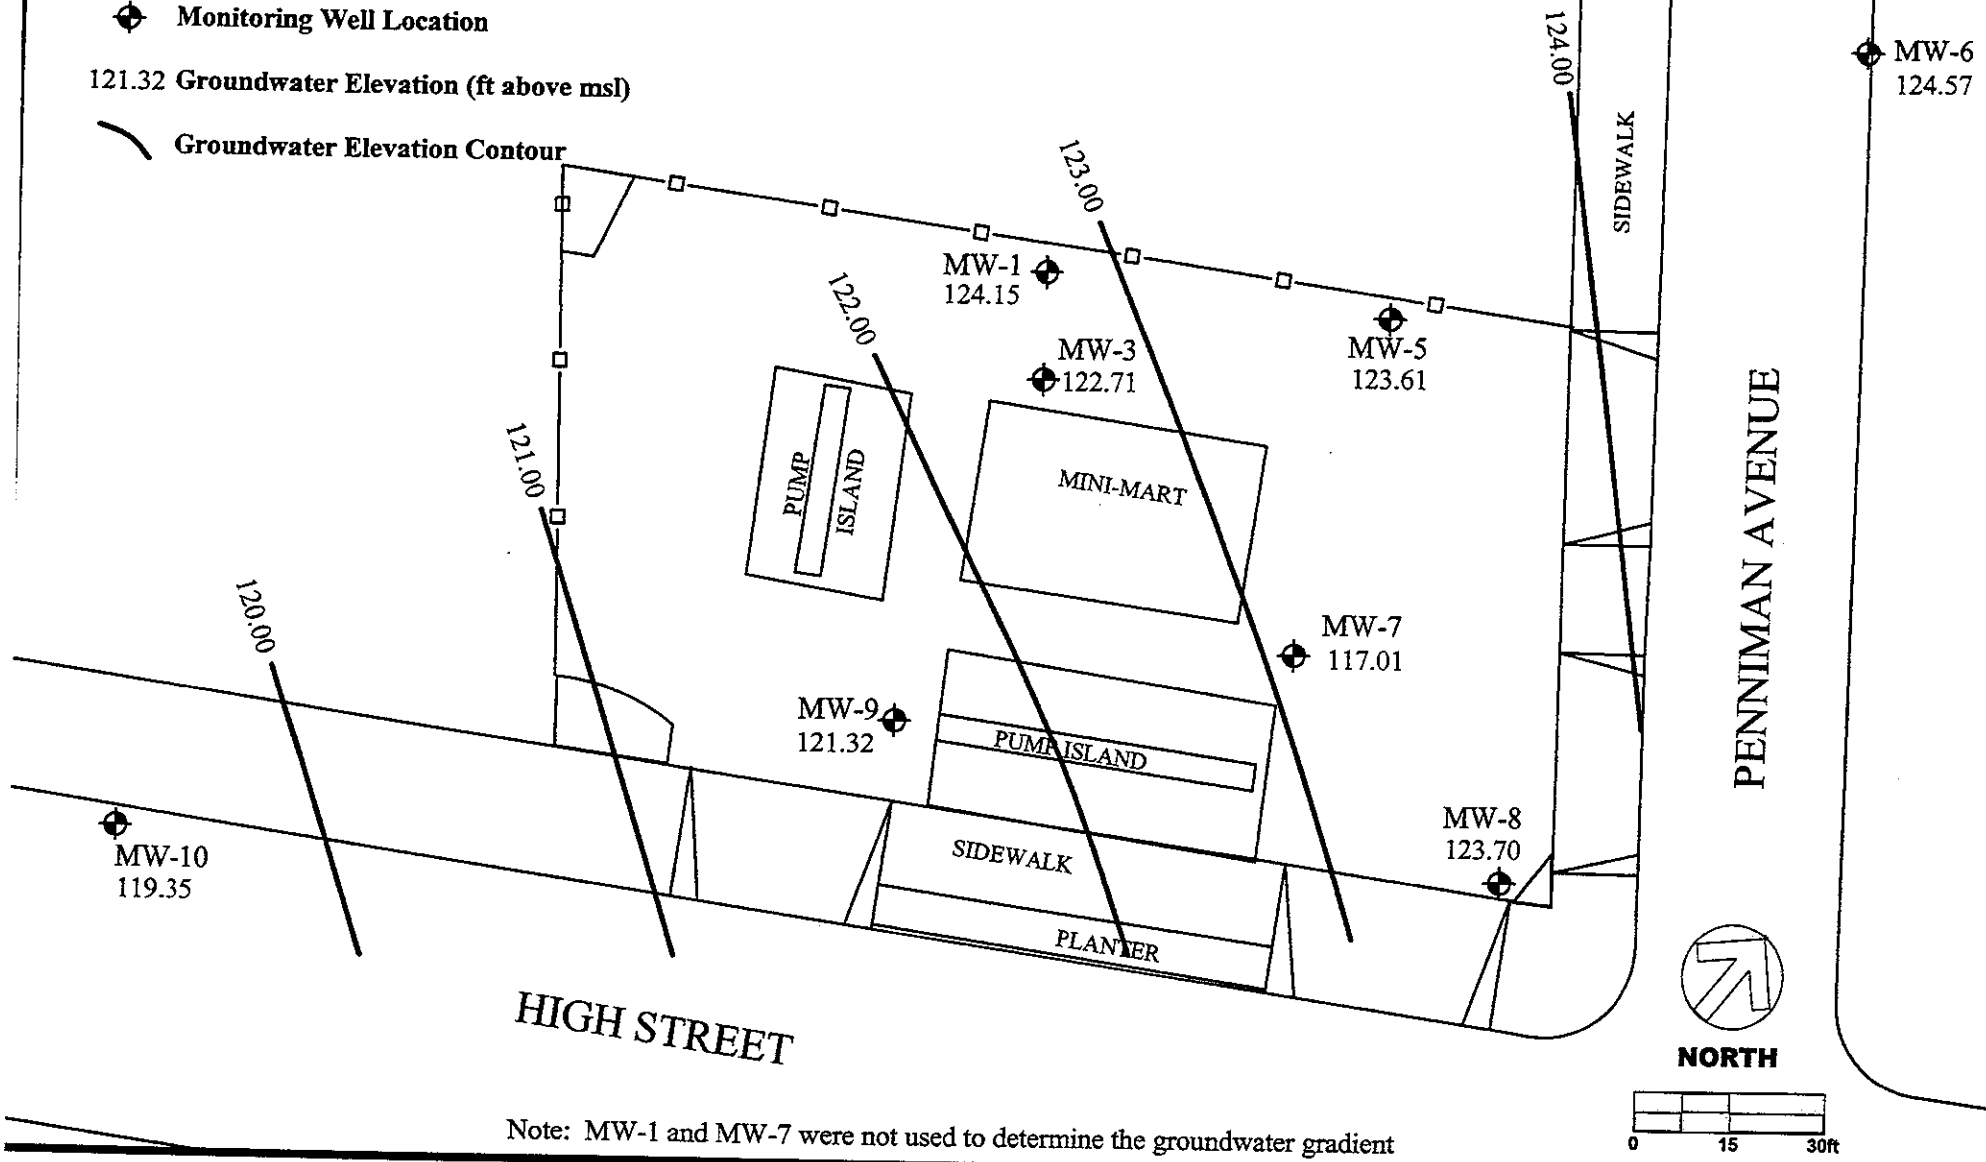 Monitoring Well Location
121.32 Groundwater Elevation (ft above msl)
Groundwater Elevation Contour
124.00
MW-6
124.57
SIDEWALK
123.00
MW-1
124.15
122.00
MW-3
122.71
MW-5
123.61
121.00
PUMP
ISLAND
MINI-MART
PENNIMAN AVENUE
120.00
MW-7
117.01
MW-9
121.32
PUMP ISLAND
MW-8
123.70
MW-10
119.35
SIDEWALK
PLANTER
HIGH STREET
NORTH
0 15 30ft
Note: MW-1 and MW-7 were not used to determine the groundwater gradient